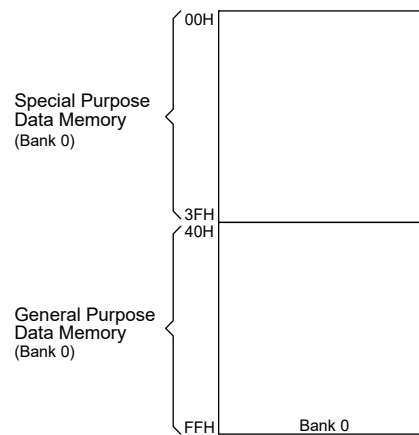 00H
Special Purpose
Data Memory
(Bank 0)
3FH
40H
General Purpose
Data Memory
(Bank 0)
FFH
Bank 0